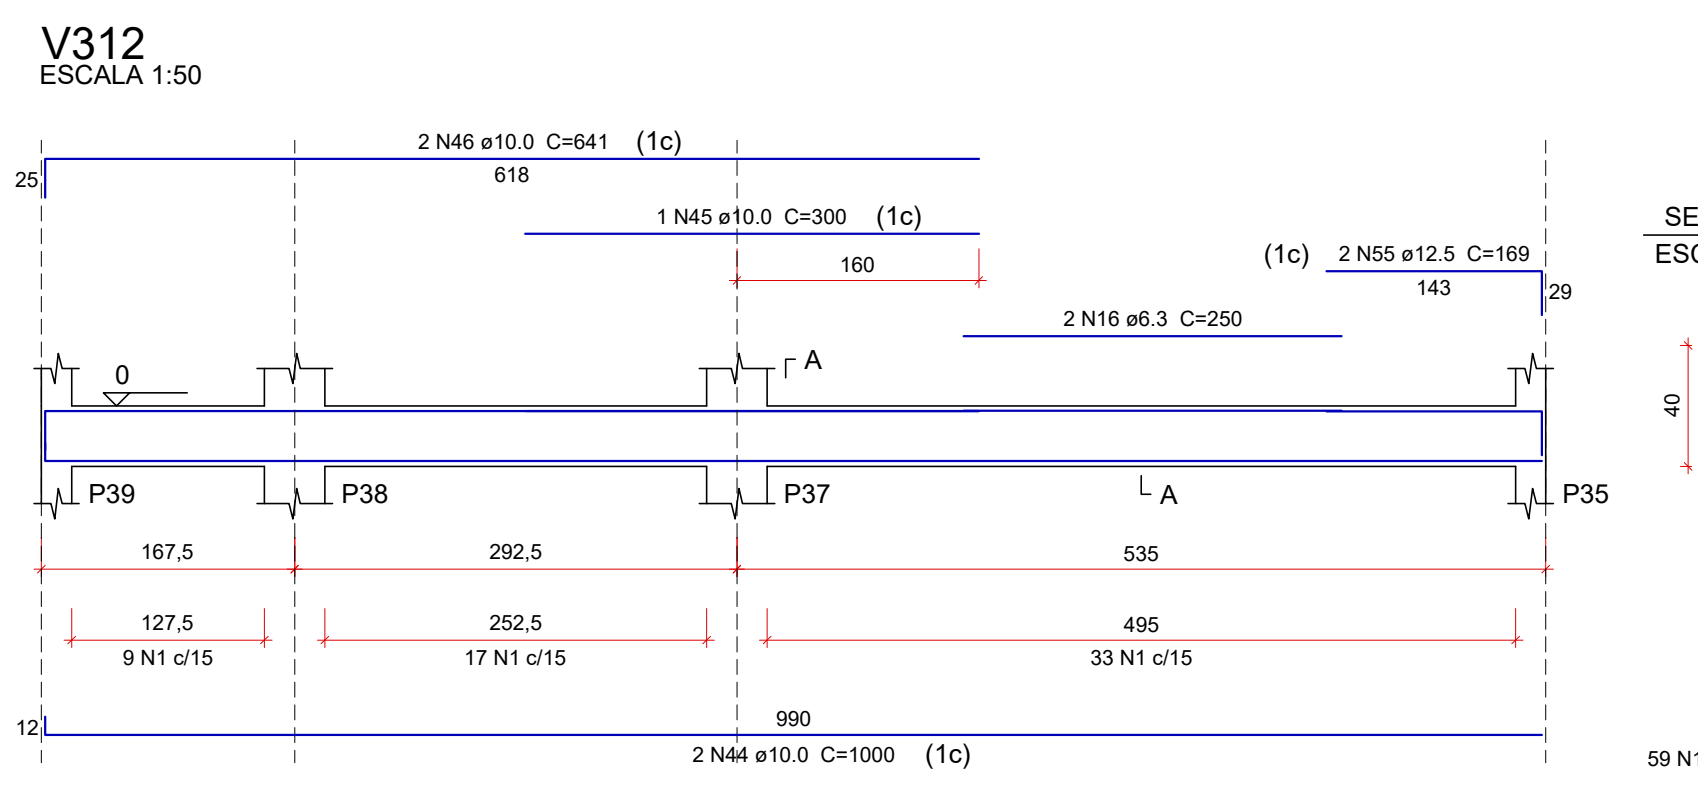 V312
ESCALA 1:50
2 N46 ø10.0 C=641 (1c)
25
618
1 N45 ø10.0 C=300 (1c)
SE
160
(1c) 2 N55 ø12.5 C=169
ESC
143
29
2 N16 ø6.3 C=250
A
0
40
P39
P38
P37
A
P35
167,5
292,5
535
127,5
252,5
495
9 N1 c/15
17 N1 c/15
33 N1 c/15
12
990
2 N44 ø10.0 C=1000 (1c)
59 N1